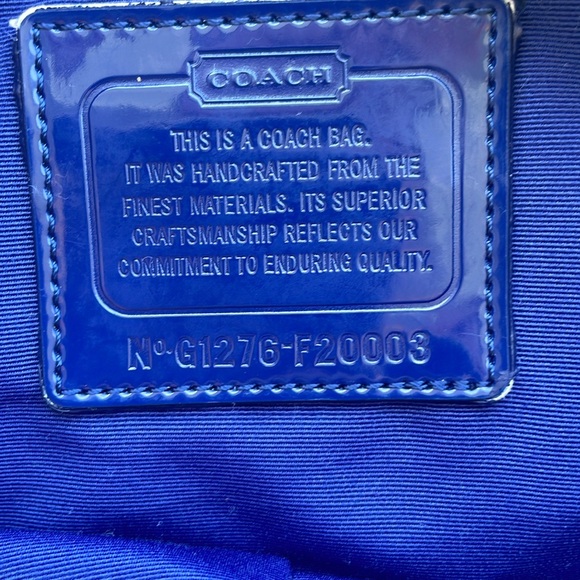 COACH
THIS IS A COACH BAG.
IT WAS HANDCRAFTED FROM THE
FINEST MATERIALS. ITS SUPERIOR
CRAFTSMANSHIP REFLECTS OUR
COMMITMENT TO ENDURING QUALITY.
Nº·G1276-F20003